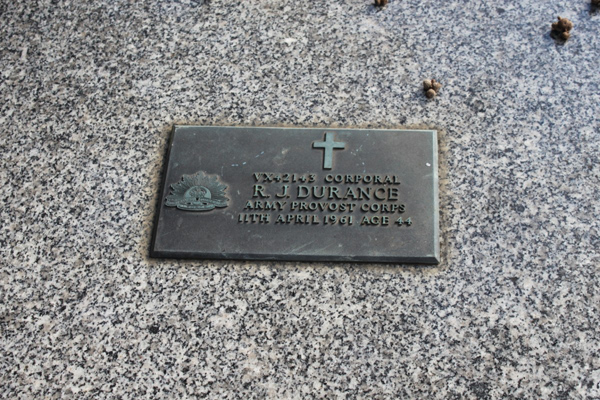 VX42143 CORPORAL
R.J DURANCE
ARMY PROVOST CORPS
11TH APRIL 1961 AGE 44